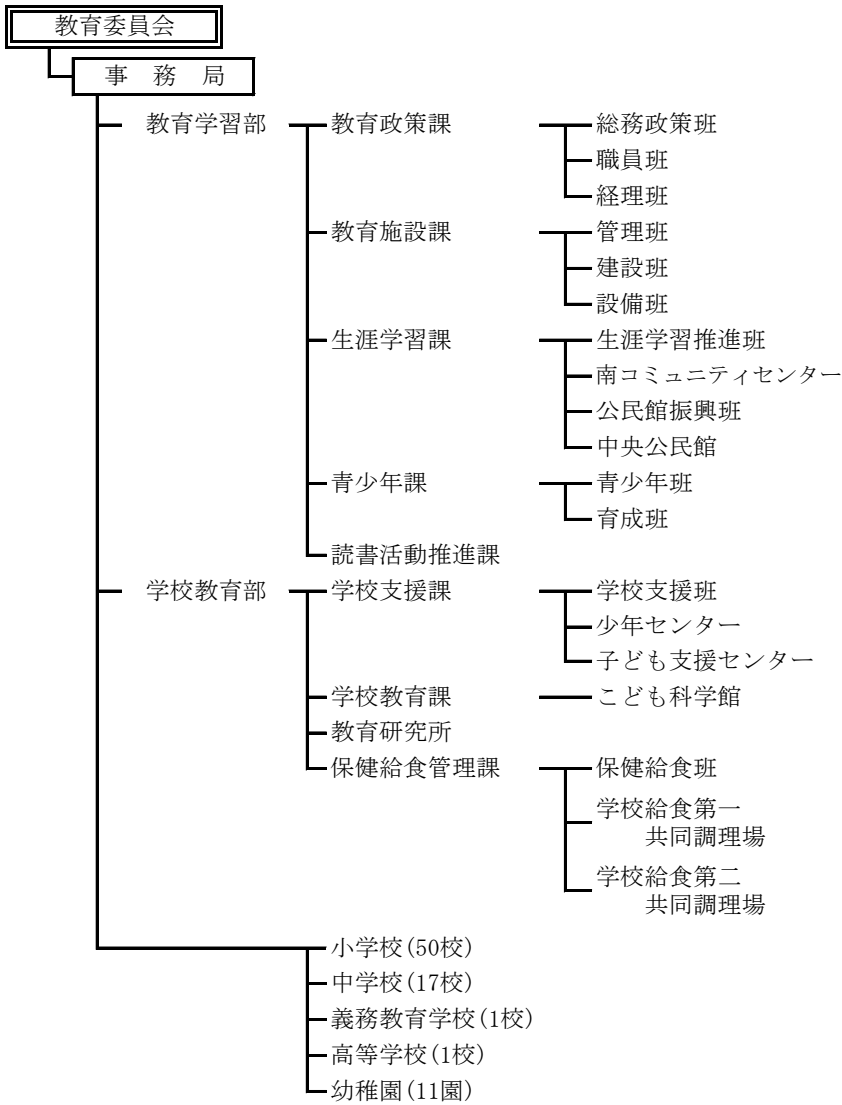 教育委員会
事務局
教育学習部 教育政策課 総務政策班
職員班
経理班
教育施設課 管理班
建設班
設備班
生涯学習課 生涯学習推進班
南コミュニティセンター
公民館振興班
中央公民館
青少年課 青少年班
育成班
読書活動推進課
学校教育部 学校支援課 学校支援班
少年センター
子ども支援センター
学校教育課 こども科学館
教育研究所
保健給食管理課 保健給食班
学校給食第一
共同調理場
学校給食第二
共同調理場
小学校(50校)
中学校(17校)
義務教育学校(1校)
高等学校(1校)
幼稚園(11園)